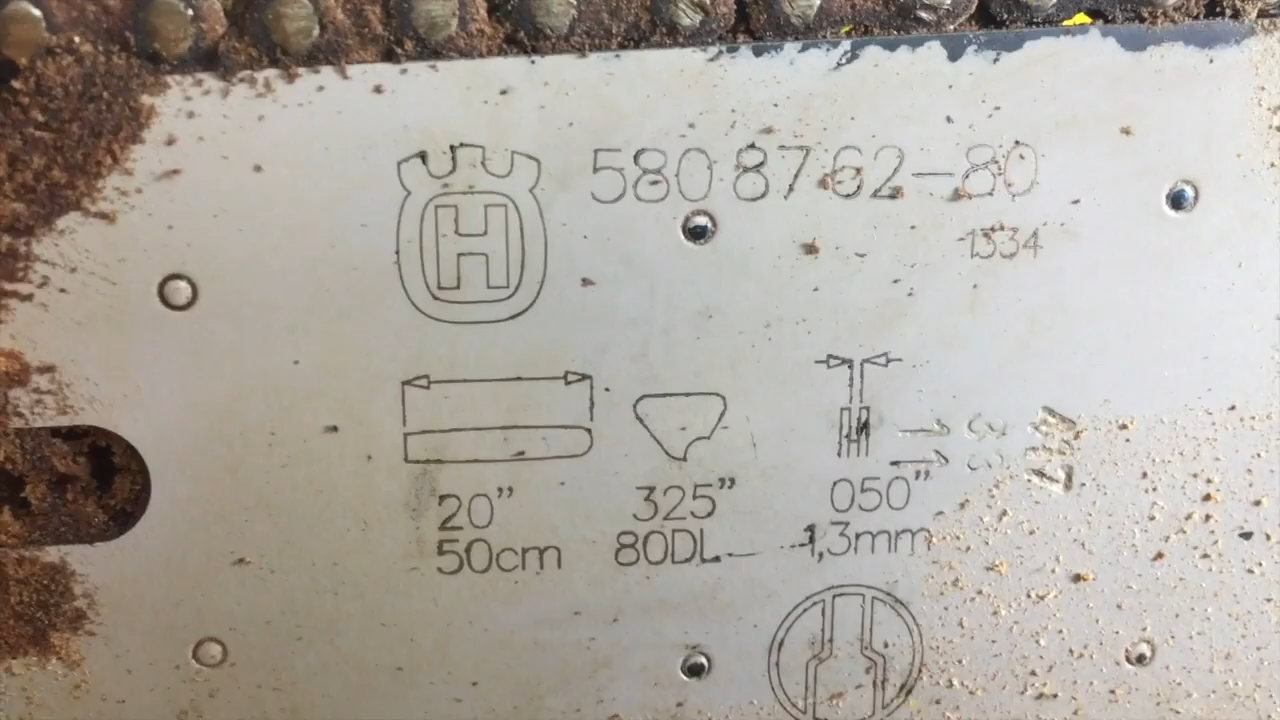 H
580 87 62-80
1334
20” 325” 050”
50cm 80DL 1,3mm